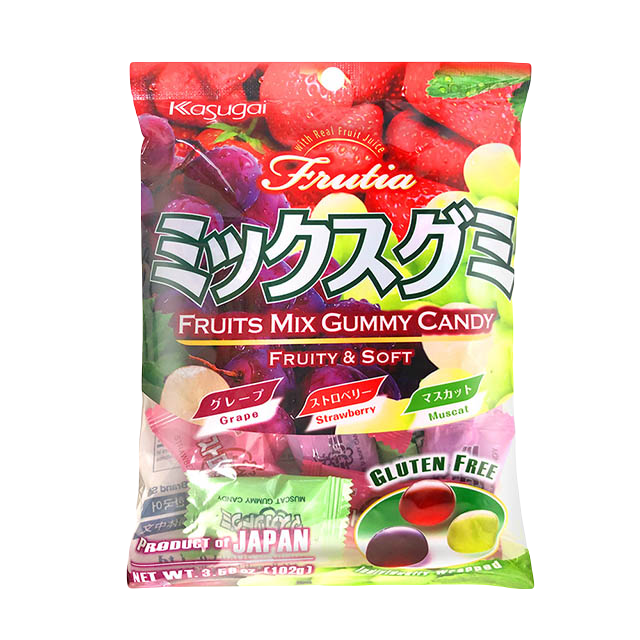 Kasugai
With Real Fruit Juice
Frutia
ミックスグミ
FRUITS MIX GUMMY CANDY
FRUITY & SOFT
グレープ
Grape
ストロベリー
Strawberry
マスカット
Muscat
GLUTEN FREE
MUSCAT GUMMY CANDY
PRODUCT of JAPAN
Individually Wrapped
NET WT. 3.59 oz. (102g)